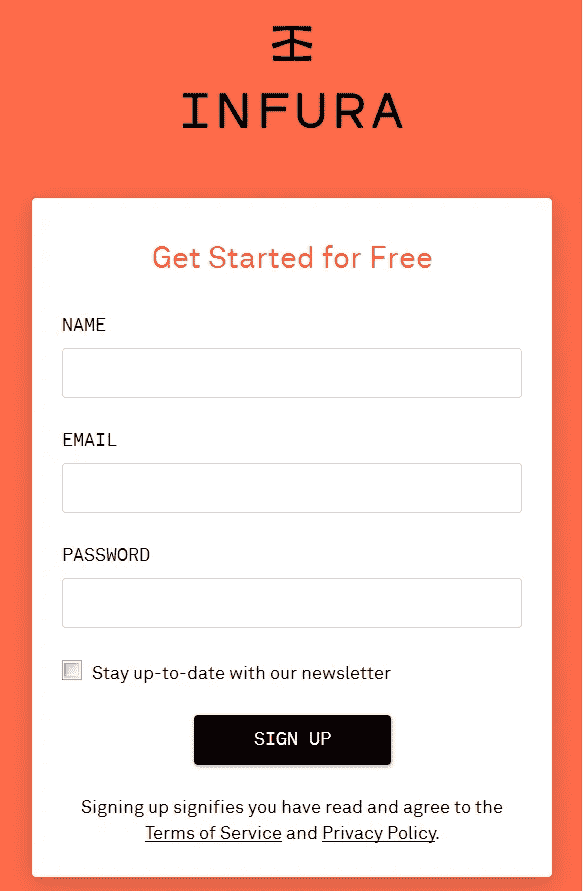 INFURA
Get Started for Free
NAME
EMAIL
PASSWORD
Stay up-to-date with our newsletter
SIGN UP
Signing up signifies you have read and agree to the
Terms of Service and Privacy Policy.